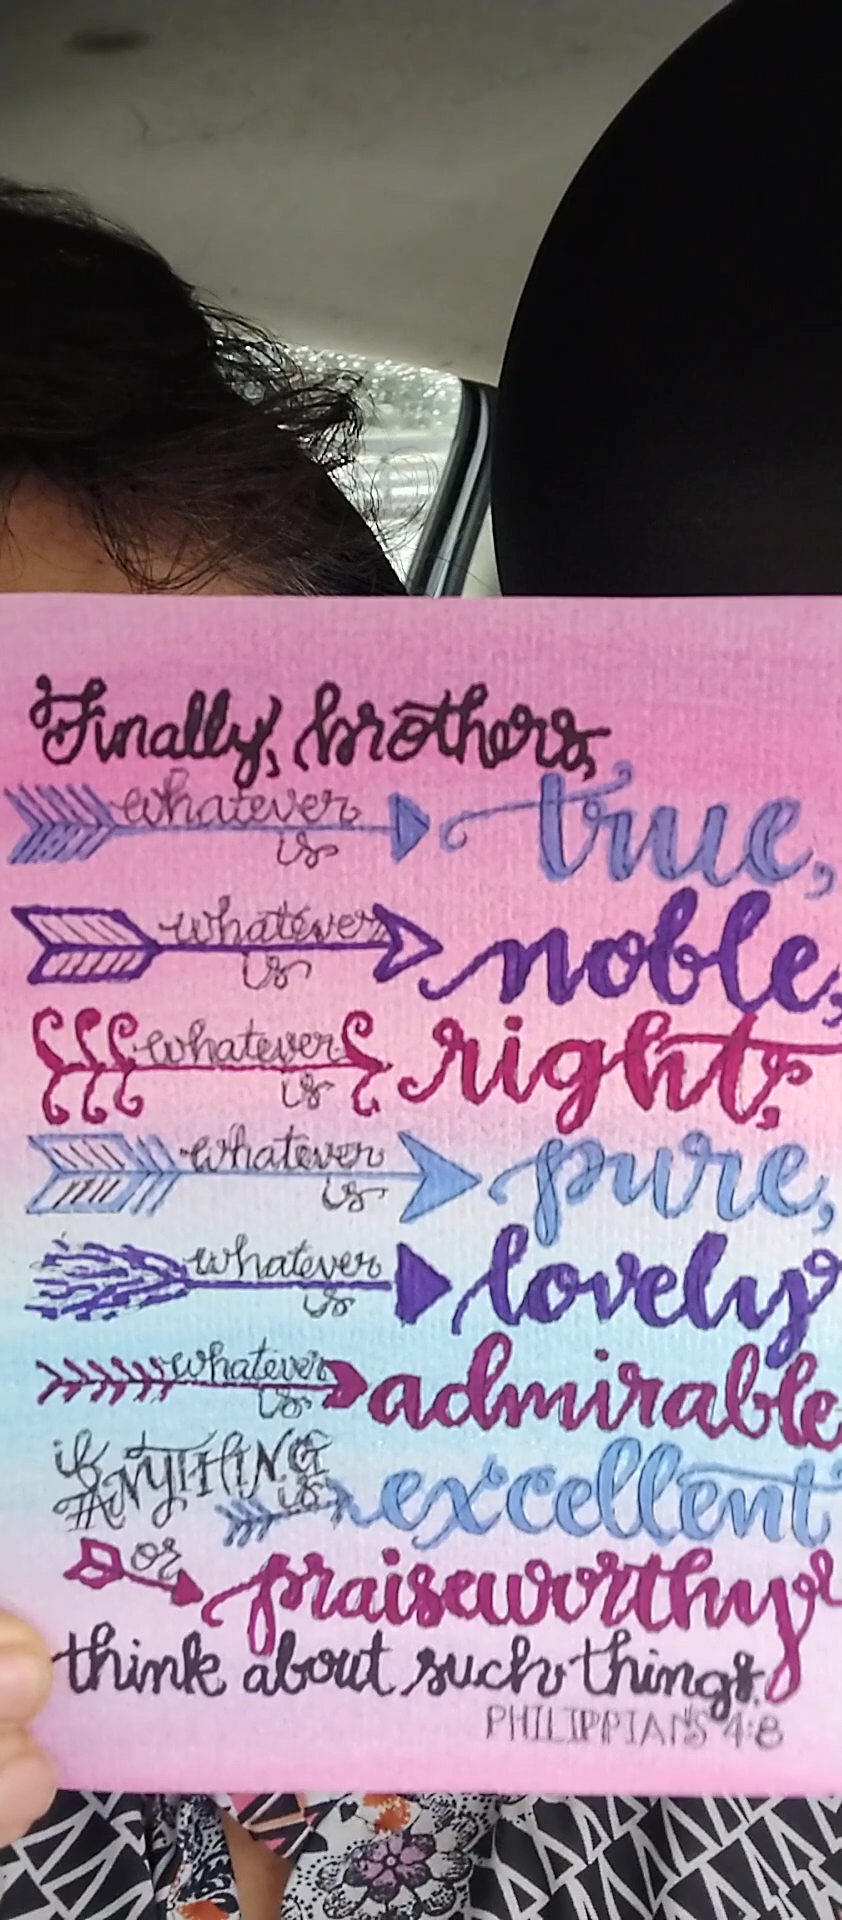 Finally, brothers,
whatever is true,
whatever is noble,
whatever is right,
whatever is pure,
whatever is lovely
whatever is admirable
if ANYTHING is excellent
or praiseworthy
think about such things.
PHILIPPIANS 4:8